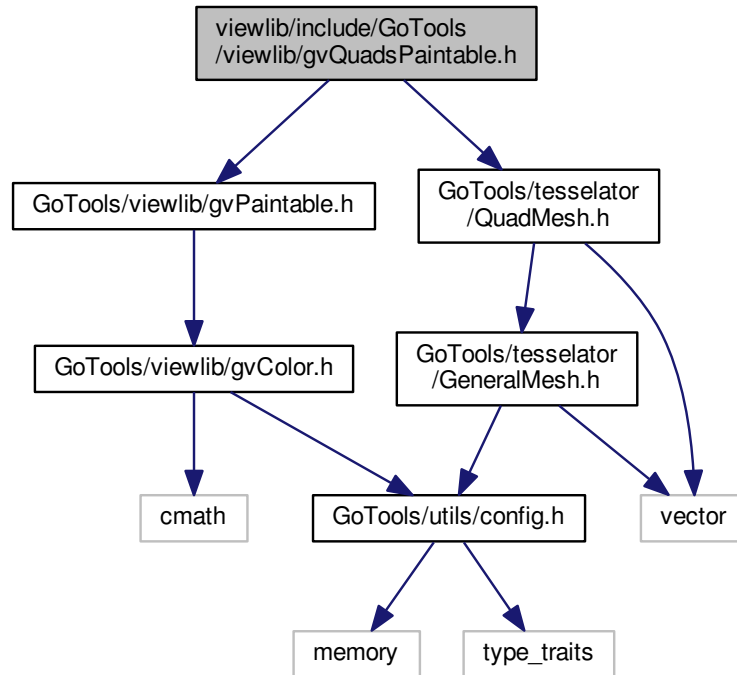 viewlib/include/GoTools
/viewlib/gvQuadsPaintable.h
GoTools/viewlib/gvPaintable.h
GoTools/tesselator
/QuadMesh.h
GoTools/viewlib/gvColor.h
GoTools/tesselator
/GeneralMesh.h
cmath
GoTools/utils/config.h
vector
memory
type_traits